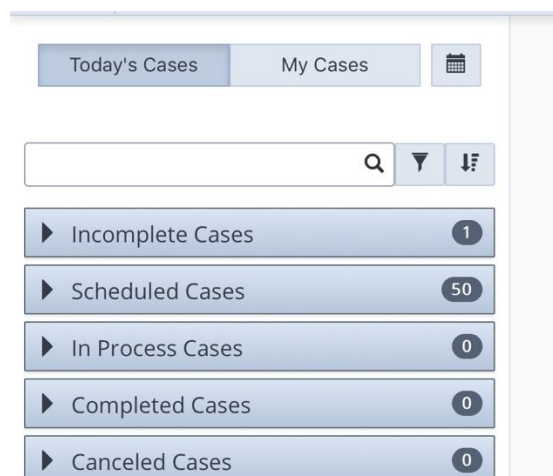 Today's Cases My Cases
Incomplete Cases 1
Scheduled Cases 50
In Process Cases 0
Completed Cases 0
Canceled Cases 0